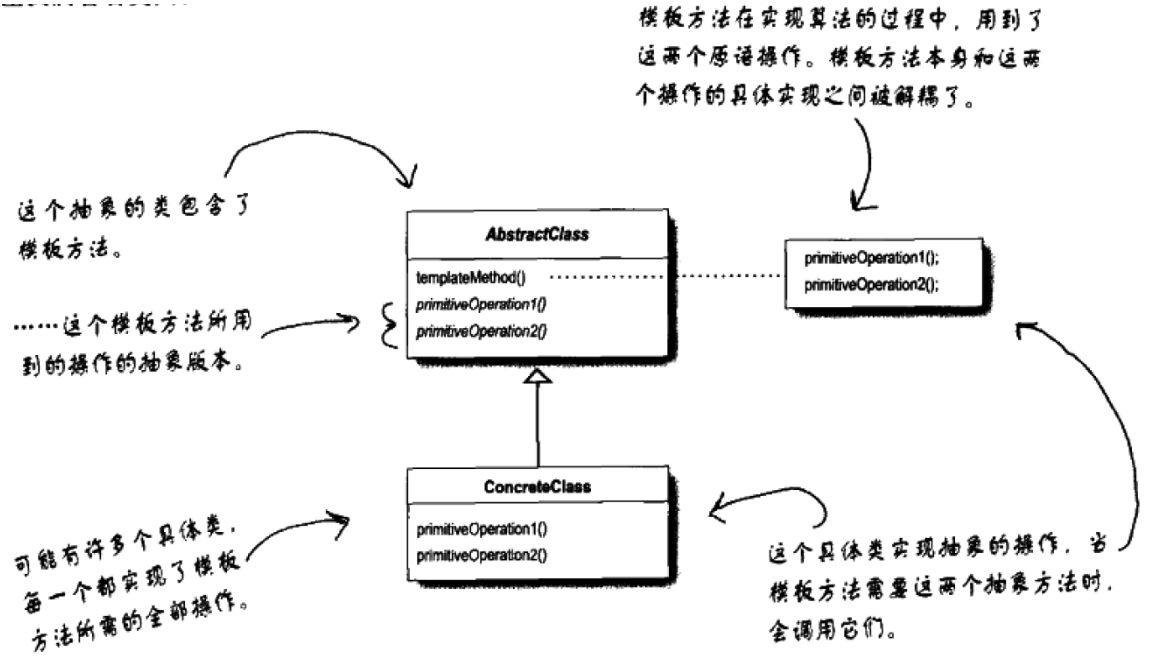 模板方法在实现算法的过程中，用到了
这两个原语操作。模板方法本身和这两
个操作的具体实现之间被解耦了。
这个抽象的类包含了
模板方法。
AbstractClass
templateMethod()
primitiveOperation1()
primitiveOperation2()
primitiveOperation1();
primitiveOperation2();
……这个模板方法所用
到的操作的抽象版本。
ConcreteClass
primitiveOperation1()
primitiveOperation2()
可能有许多个具体类，
每一个都实现了模板
方法所需的全部操作。
这个具体类实现抽象的操作，当
模板方法需要这两个抽象方法时，
会调用它们。